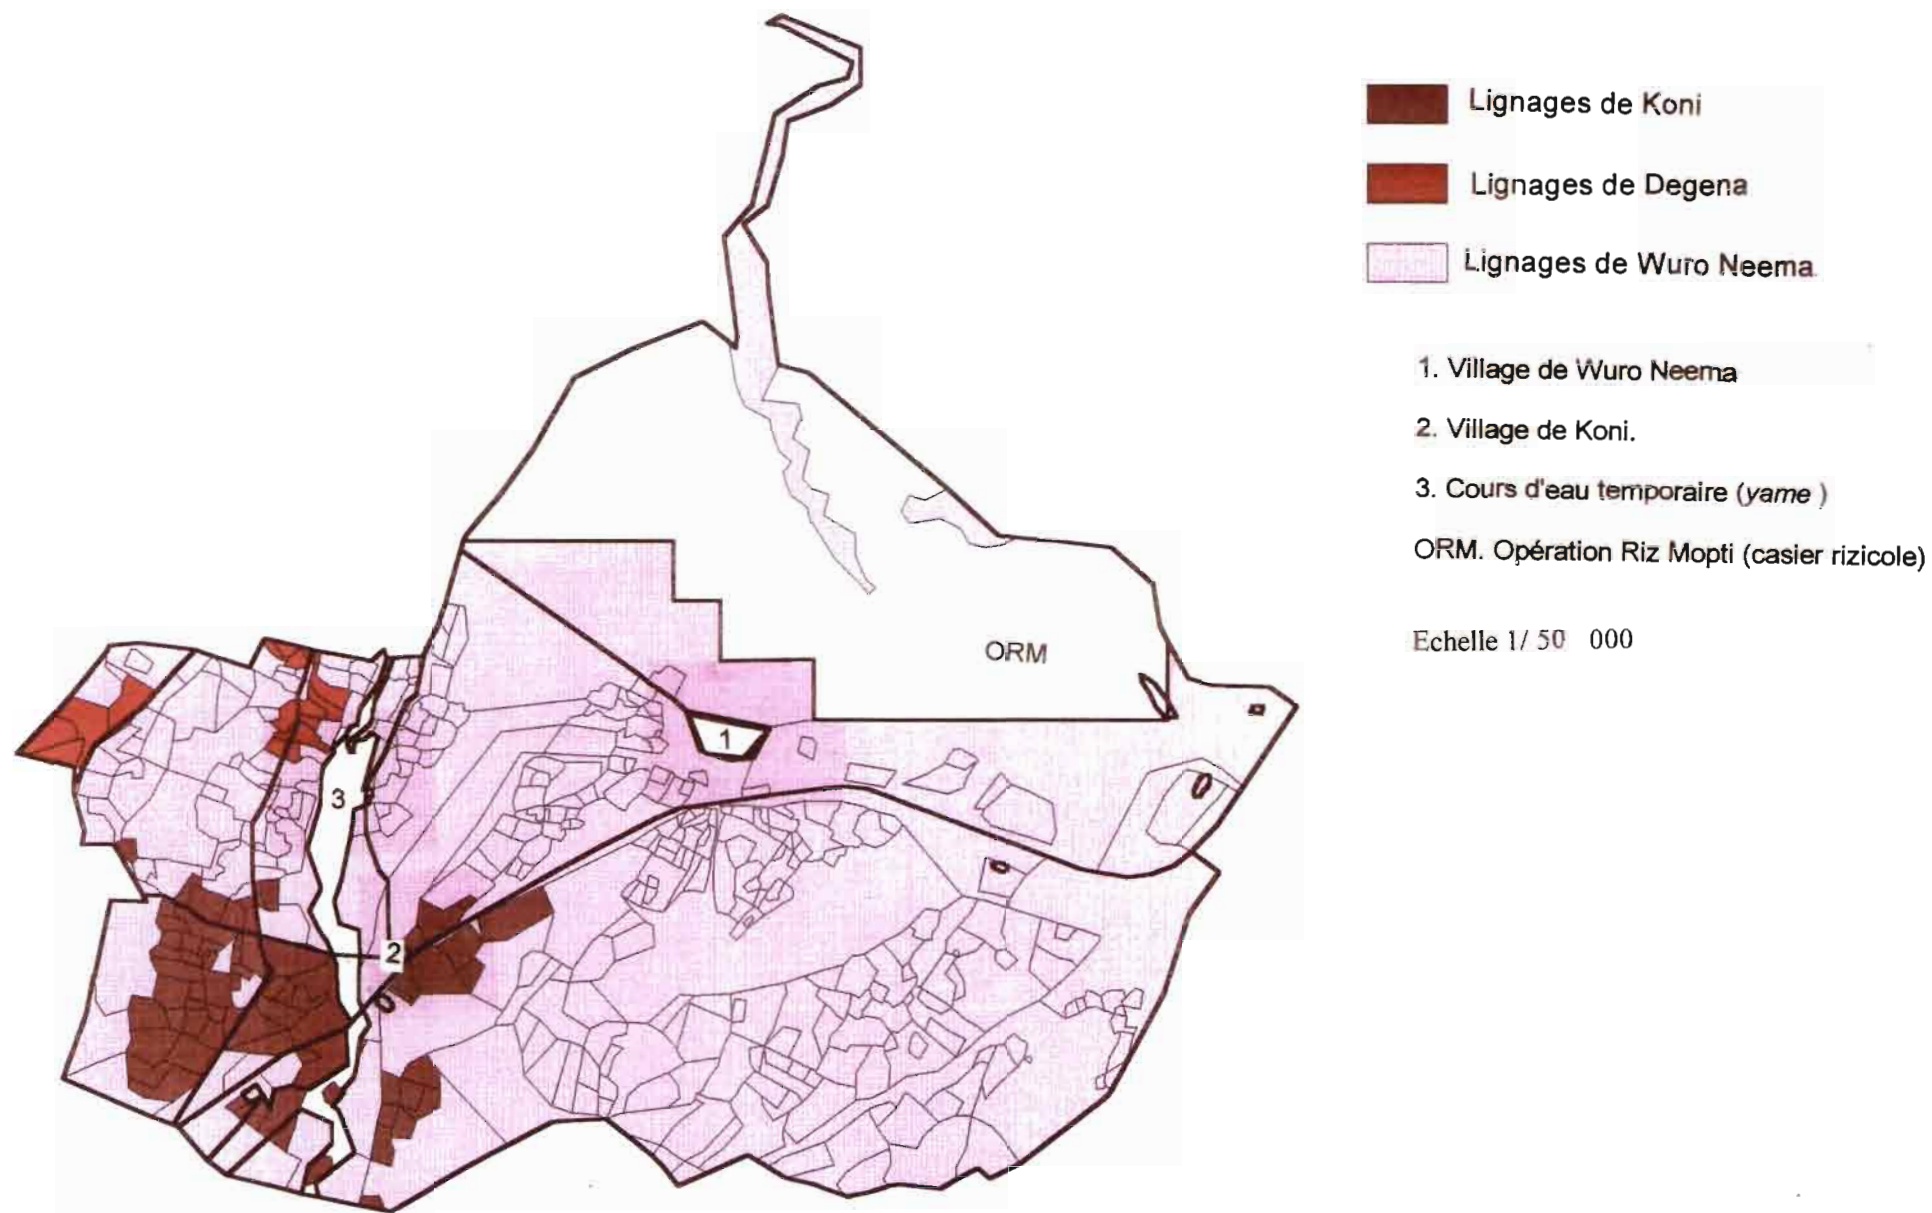 Lignages de Koni
Lignages de Degena
Lignages de Wuro Neema
1. Village de Wuro Neema
2. Village de Koni.
3. Cours d'eau temporaire (yame )
ORM. Opération Riz Mopti (casier rizicole)
Echelle 1/ 50 000
ORM
1
3
2